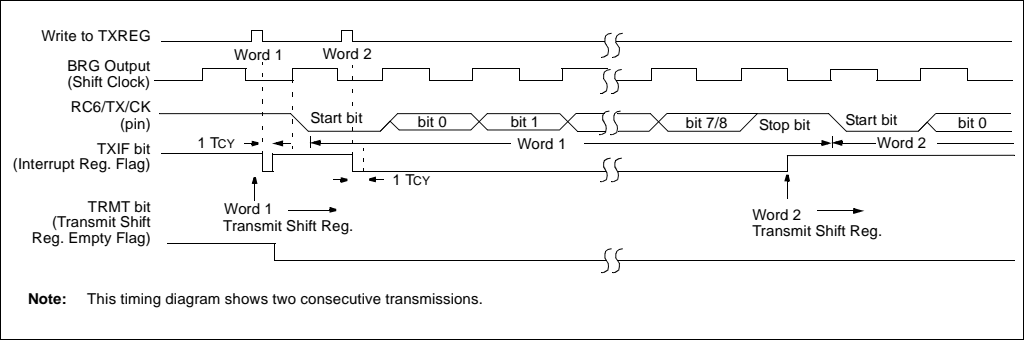 Write to TXREG
Word 1
Word 2
BRG Output
(Shift Clock)
RC6/TX/CK
(pin)
Start bit
bit 0
bit 1
bit 7/8
Stop bit
Start bit
bit 0
Word 1
Word 2
TXIF bit
(Interrupt Reg. Flag)
1 TCY
1 TCY
Word 1
Transmit Shift Reg.
Word 2
Transmit Shift Reg.
TRMT bit
(Transmit Shift
Reg. Empty Flag)
Note: This timing diagram shows two consecutive transmissions.